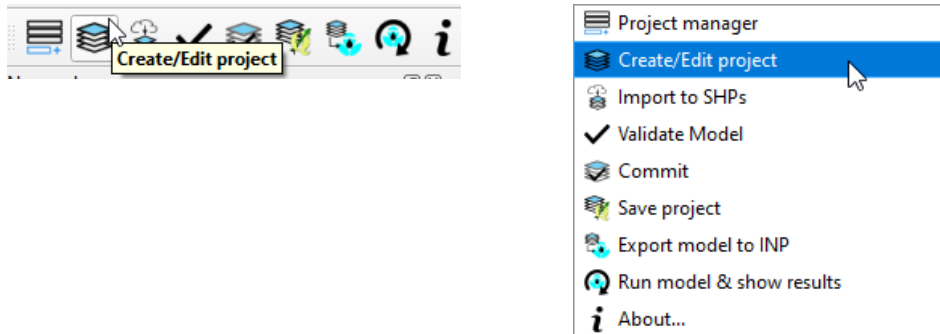 Create/Edit project
Project manager
Create/Edit project
Import to SHPs
Validate Model
Commit
Save project
Export model to INP
Run model & show results
About...